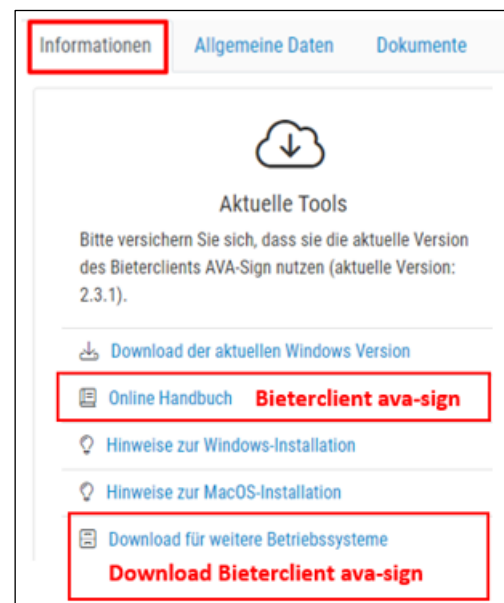 Informationen Allgemeine Daten Dokumente
Aktuelle Tools
Bitte versichern Sie sich, dass sie die aktuelle Version
des Bieterclients AVA-Sign nutzen (aktuelle Version:
2.3.1).
Download der aktuellen Windows Version
Online Handbuch Bieterclient ava-sign
Hinweise zur Windows-Installation
Hinweise zur MacOS-Installation
Download für weitere Betriebssysteme
Download Bieterclient ava-sign